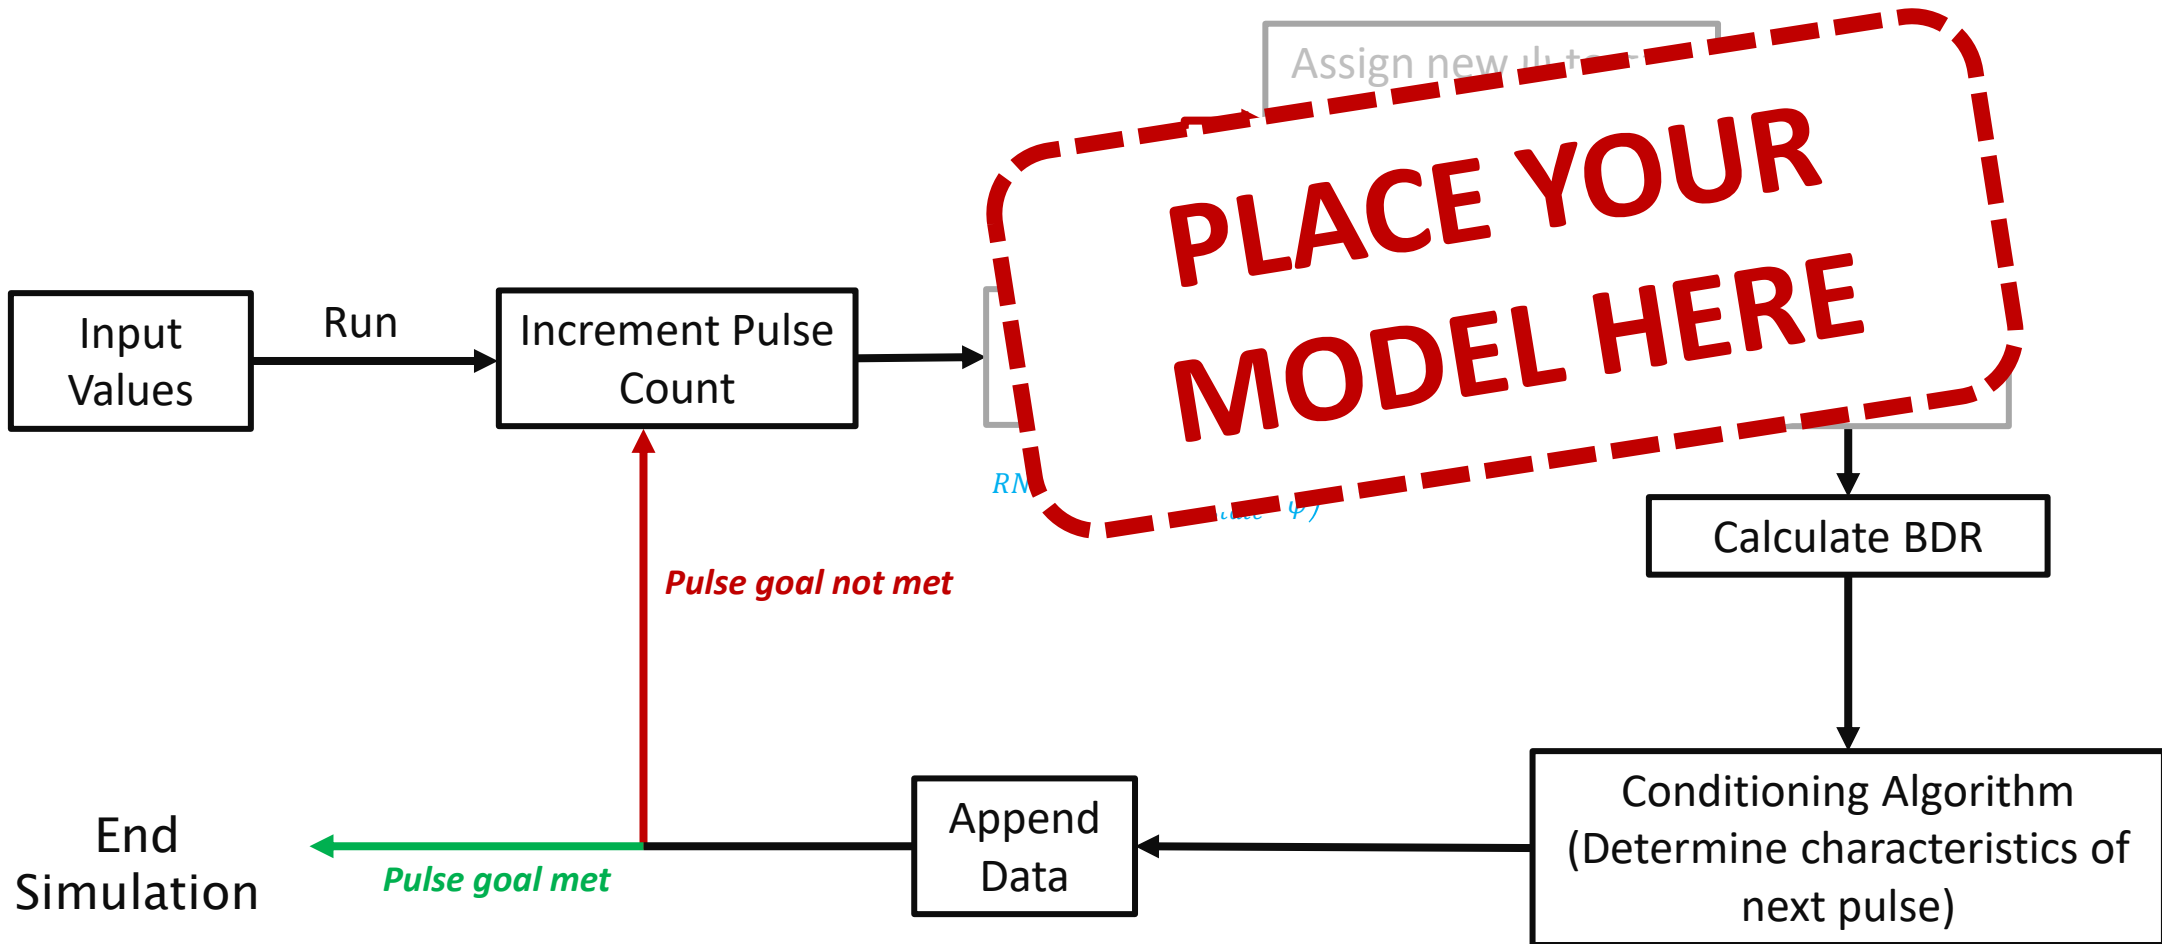 Assign new
PLACE YOUR
MODEL HERE
Input
Values
Run
Increment Pulse
Count
RN
φ)
Calculate BDR
Pulse goal not met
Conditioning Algorithm
(Determine characteristics of
next pulse)
Append
Data
End
Simulation
Pulse goal met